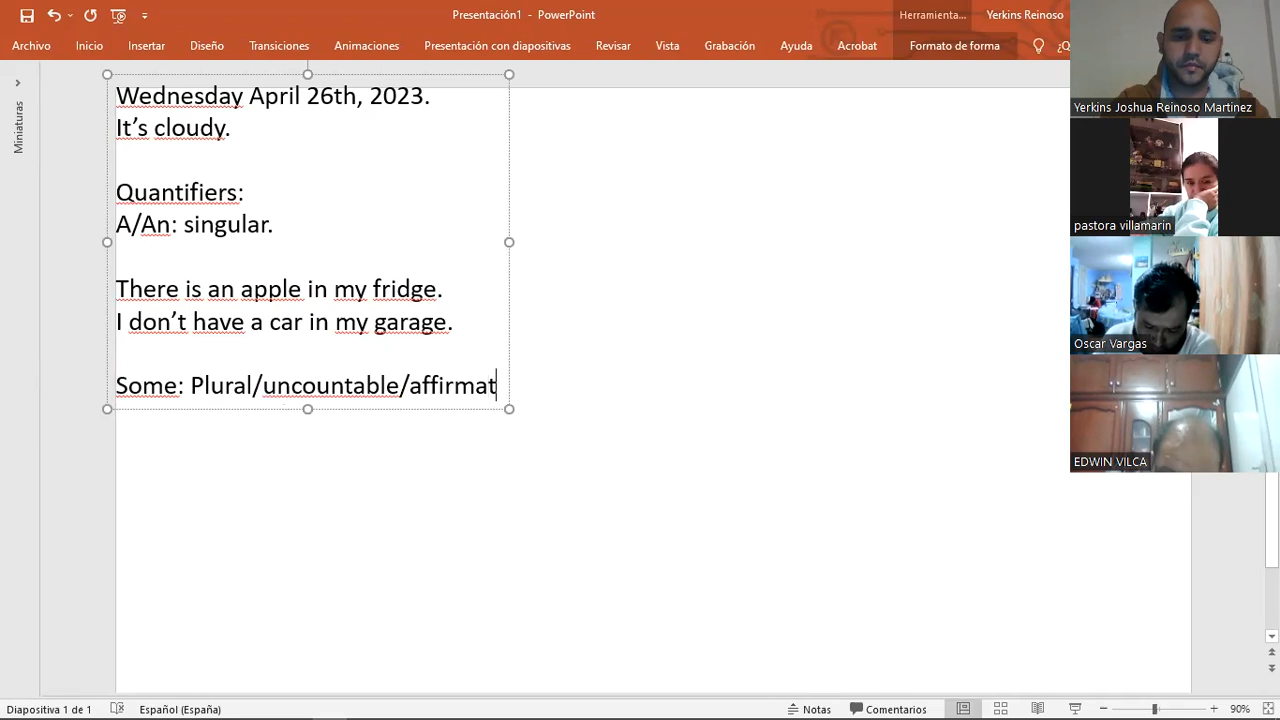 Presentación1 - PowerPoint
Herramienta...
Yerkins Reinoso
Archivo Inicio Insertar Diseño Transiciones Animaciones Presentación con diapositivas Revisar Vista Grabación Ayuda Acrobat Formato de forma ¿Q
Miniaturas
Wednesday April 26th, 2023.
It's cloudy.
Quantifiers:
A/An: singular.
There is an apple in my fridge.
I don't have a car in my garage.
Some: Plural/uncountable/affirmat
Yerkins Joshua Reinoso Martinez
pastora villamarin
Oscar Vargas
EDWIN VILCA
Diapositiva 1 de 1 Español (España) Notas Comentarios 90%